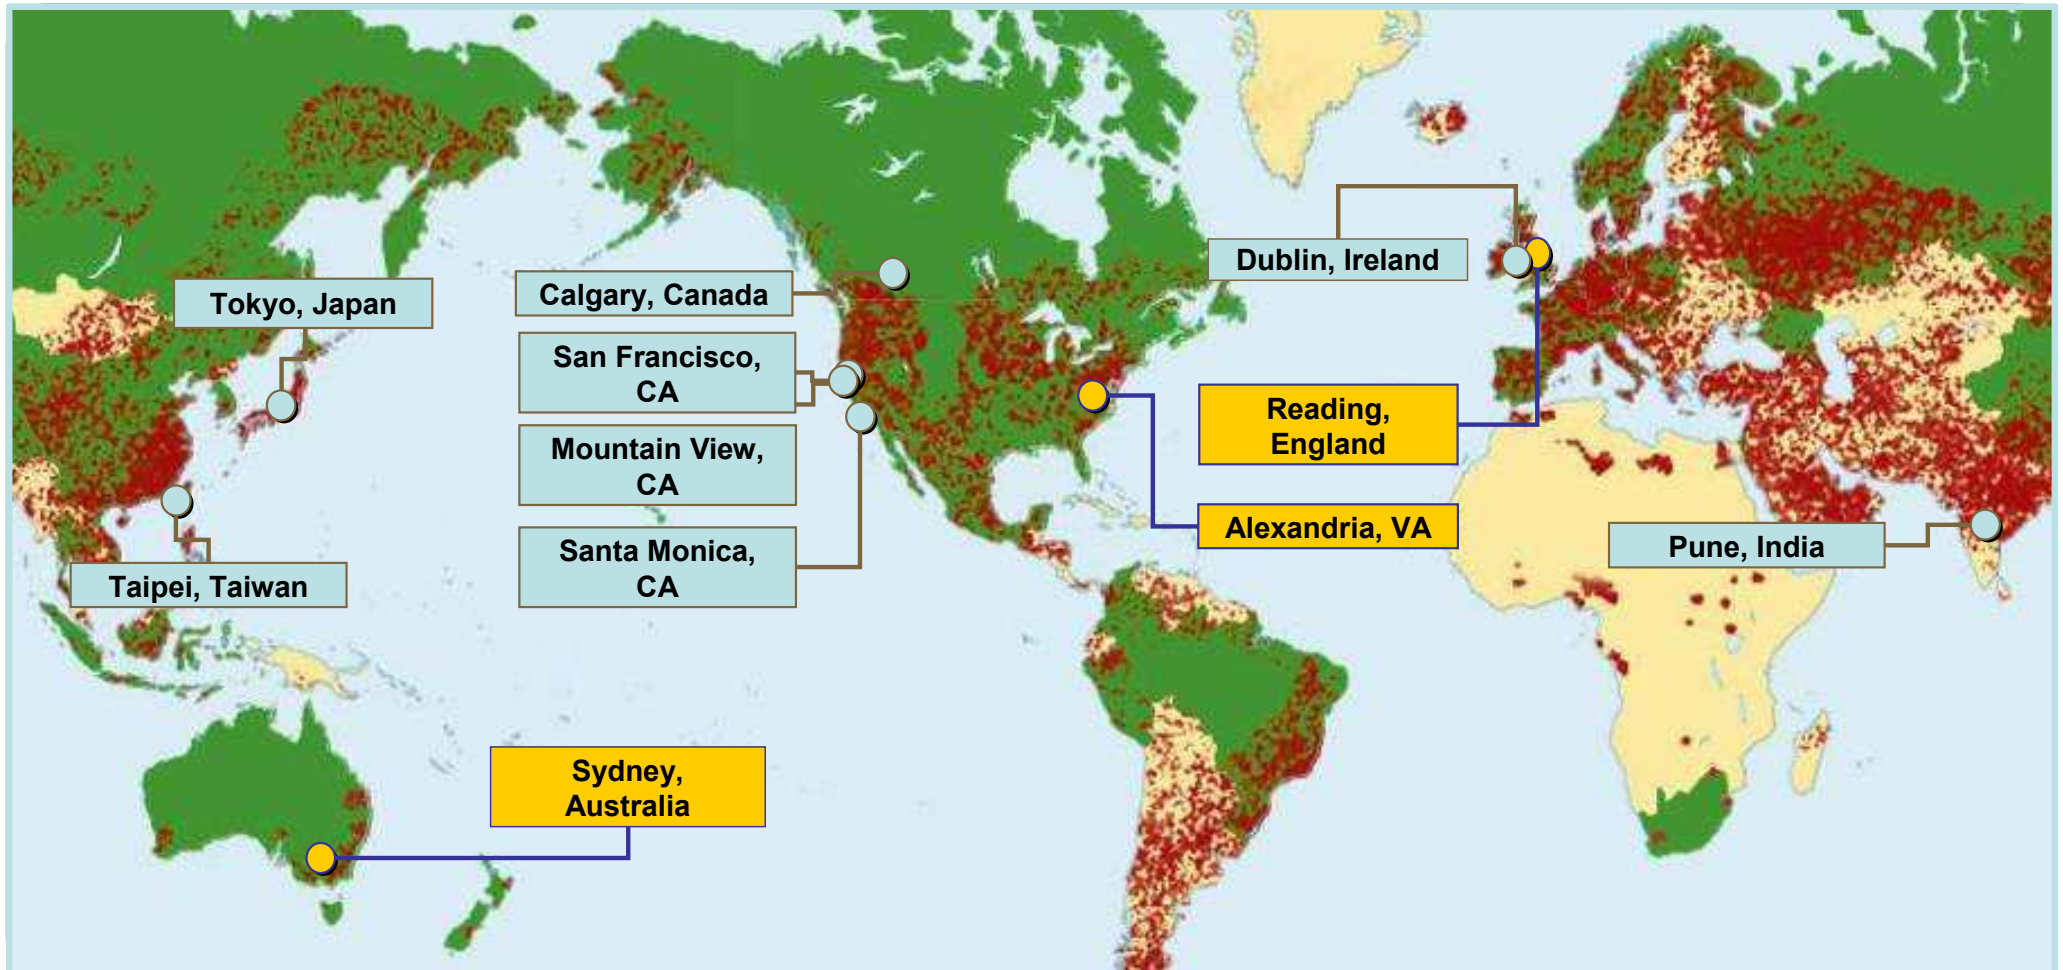 Dublin, Ireland
Tokyo, Japan
Calgary, Canada
San Francisco,
CA
Reading,
England
Mountain View,
CA
Alexandria, VA
Pune, India
Santa Monica,
CA
Taipei, Taiwan
Sydney,
Australia